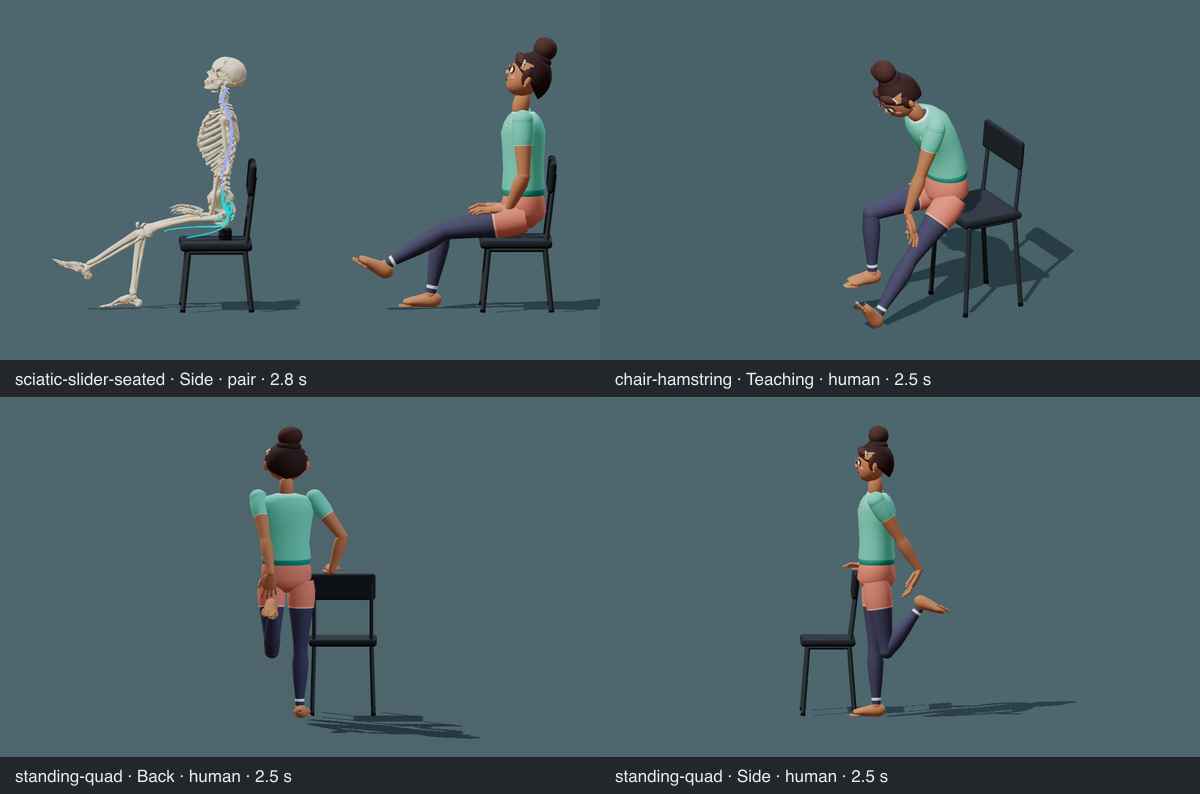 sciatic-slider-seated · Side · pair · 2.8 s
chair-hamstring · Teaching · human · 2.5 s
standing-quad · Back · human · 2.5 s
standing-quad · Side · human · 2.5 s